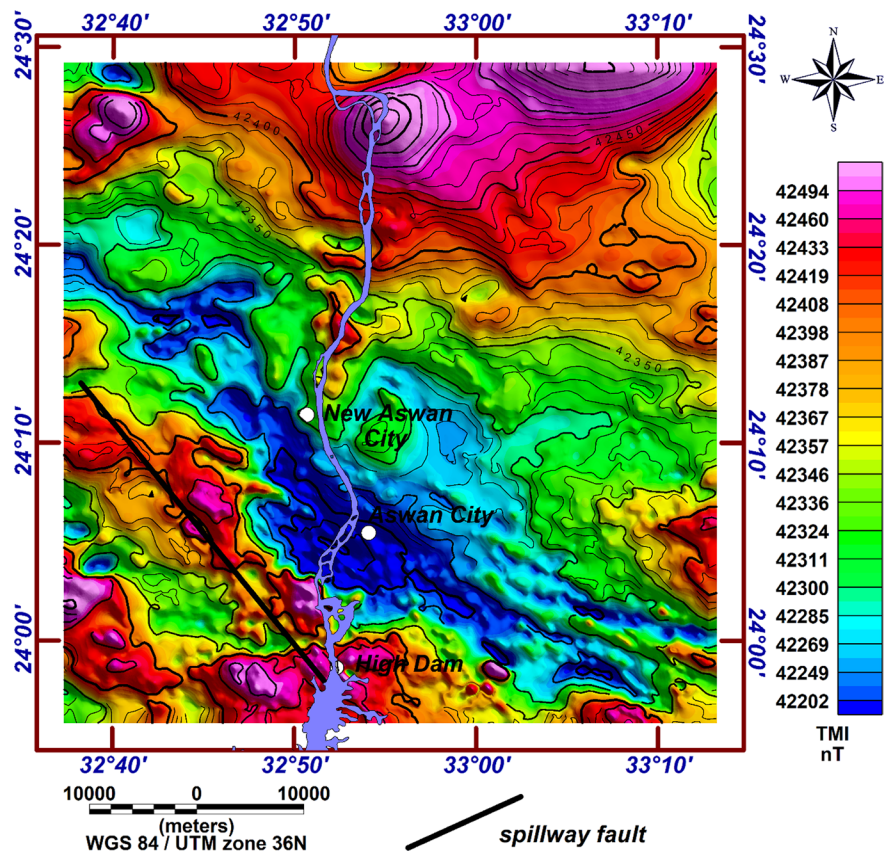 32°40' 32°50' 33°00' 33°10'
24°30' 24°30'
N
W E
S
42400
42450
42350
24°20' 24°20'
42494
42460
42433
42419
42408
42398
42387
42378
42367
42357
42346
42336
42324
42311
42300
42285
42269
42249
42202
TMI
nT
42350
New Aswan
City
24°10' 24°10'
Aswan City
24°00' 24°00'
High Dam
32°40' 32°50' 33°00' 33°10'
10000 0 10000
(meters)
WGS 84 / UTM zone 36N
spillway fault